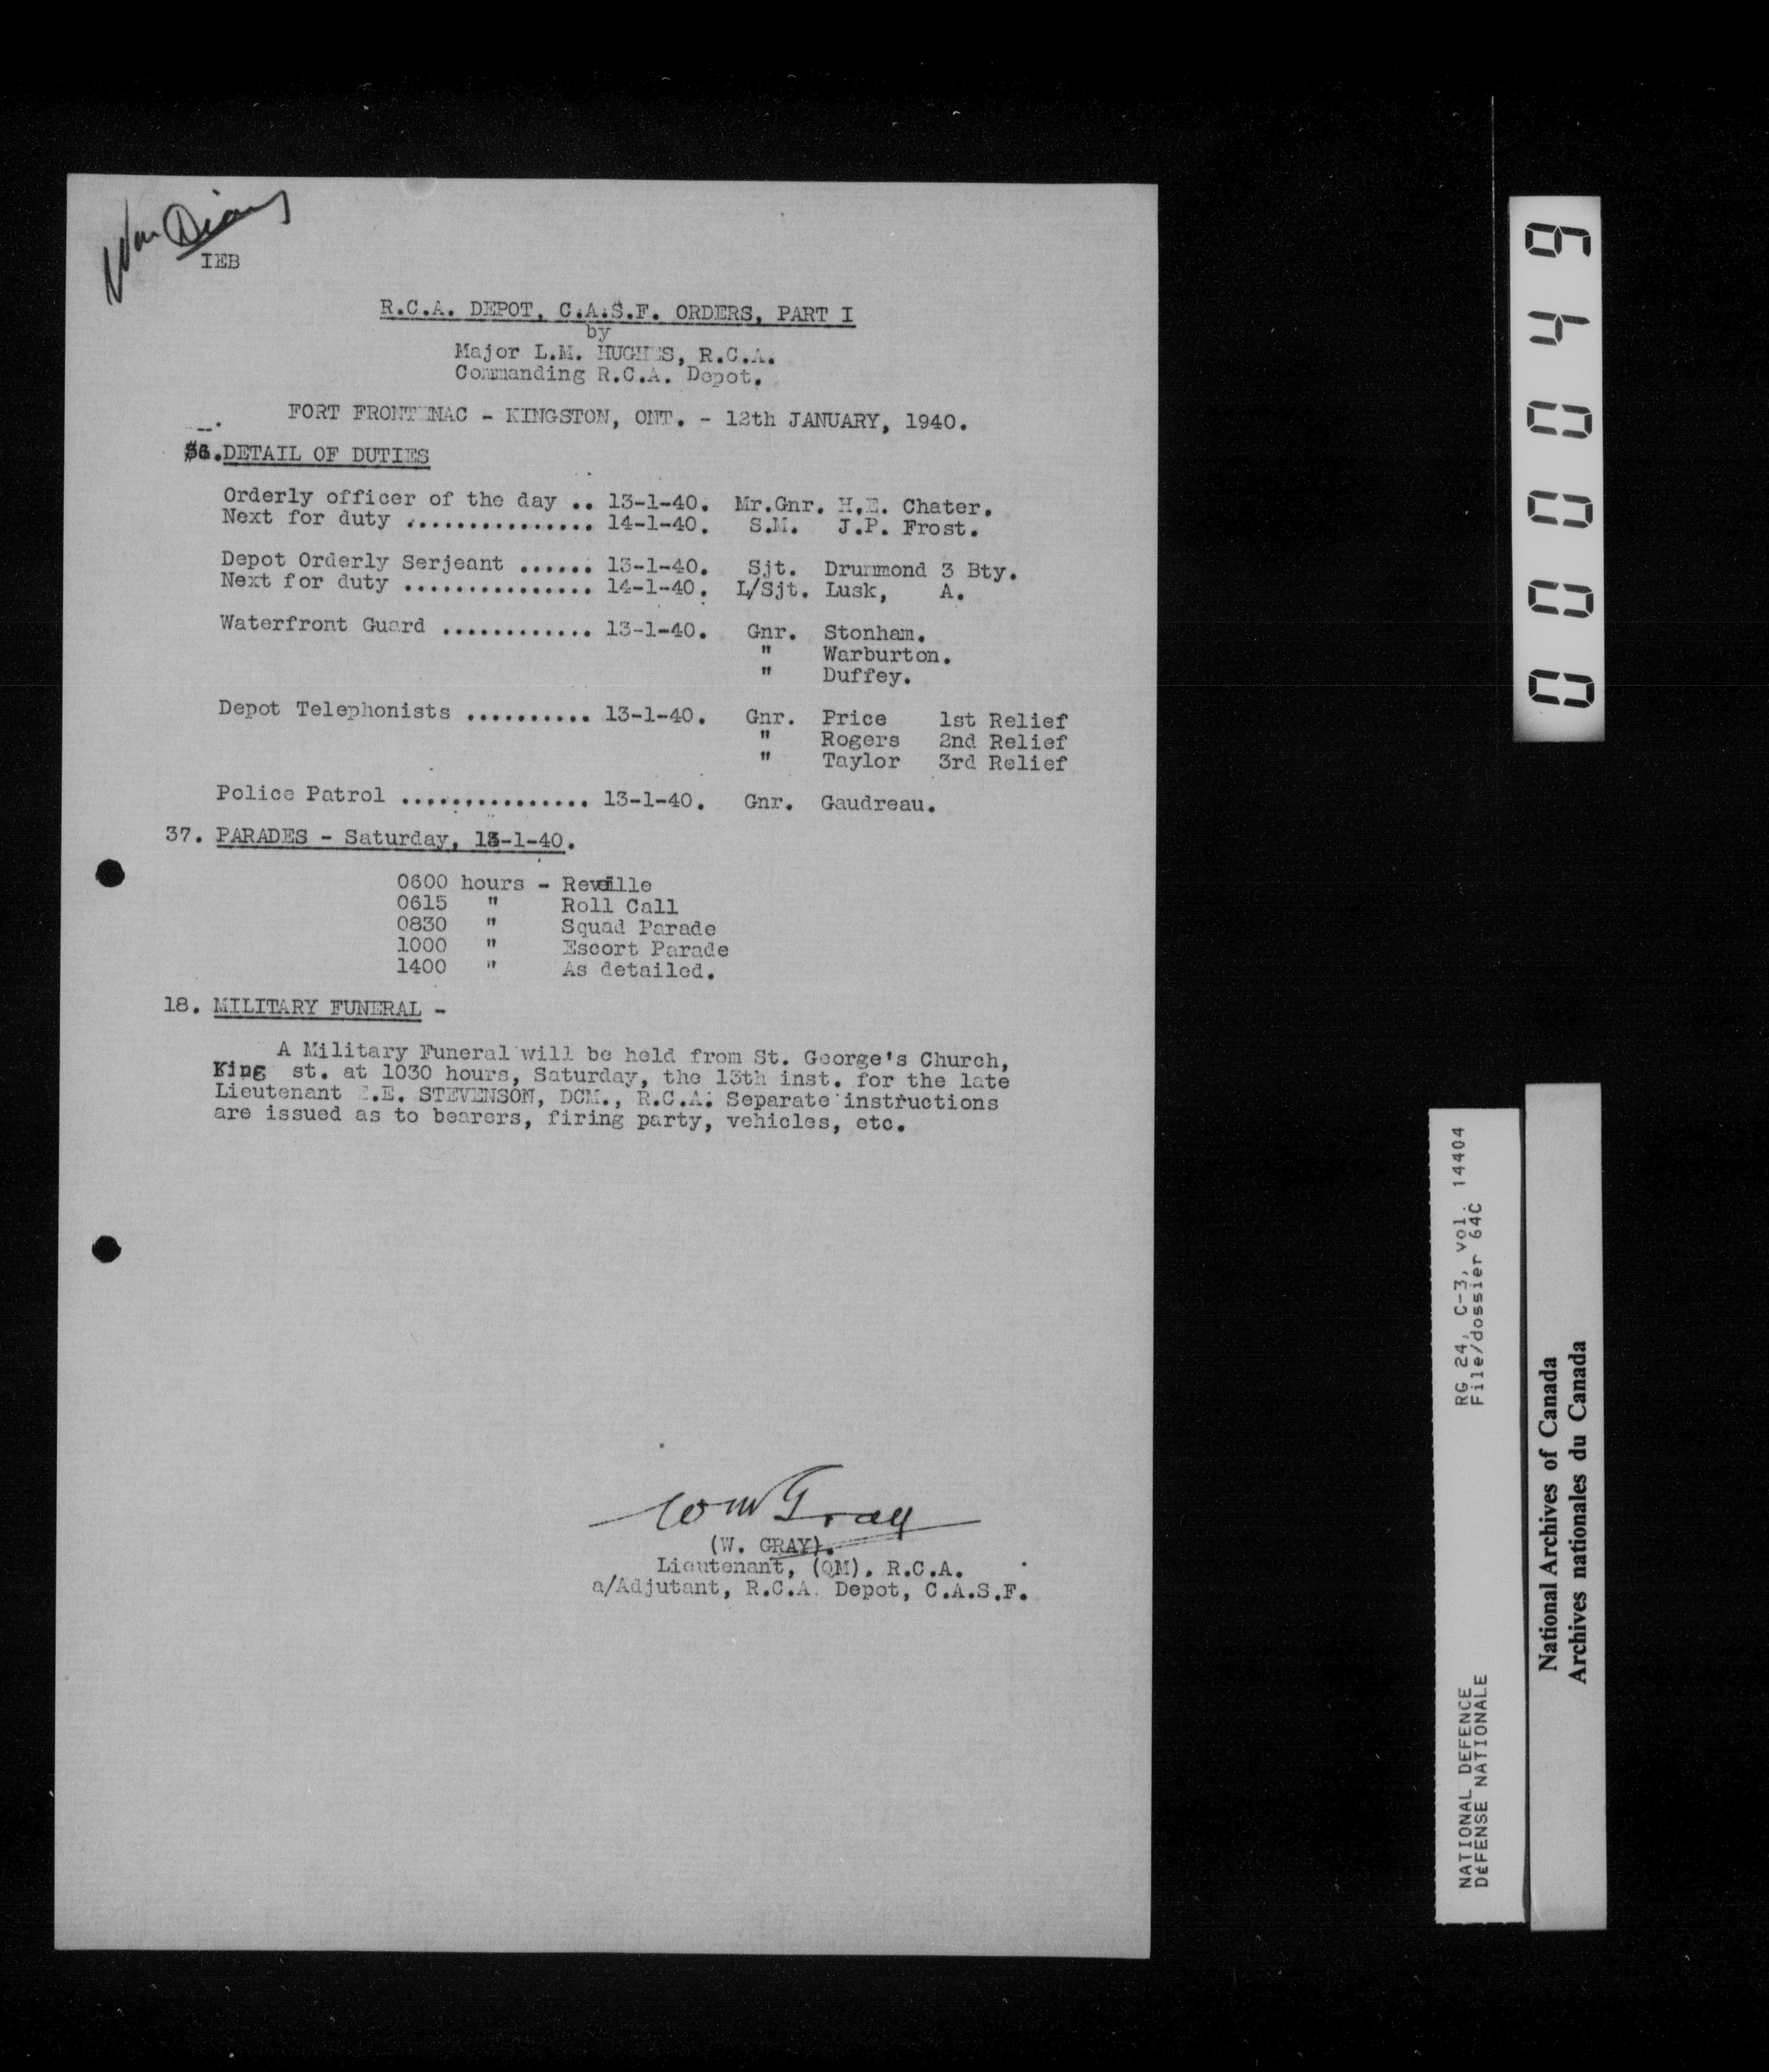 War Diary
IEB
R.C.A. DEPOT, C.A.S.F. ORDERS, PART I
by
Major L.M. HUGHES, R.C.A.
Commanding R.C.A. Depot.
FORT FRONTENAC - KINGSTON, ONT. - 12th JANUARY, 1940.
36. DETAIL OF DUTIES
Orderly officer of the day .. 13-1-40. Mr.Gnr. H.E. Chater.
Next for duty ............... 14-1-40. S.M. J.P. Frost.
Depot Orderly Serjeant ...... 13-1-40. Sjt. Drummond 3 Bty.
Next for duty ............... 14-1-40. L/Sjt. Lusk, A.
Waterfront Guard ............ 13-1-40. Gnr. Stonham.
" Warburton.
" Duffey.
Depot Telephonists .......... 13-1-40. Gnr. Price 1st Relief
" Rogers 2nd Relief
" Taylor 3rd Relief
Police Patrol ............... 13-1-40. Gnr. Gaudreau.
37. PARADES - Saturday, 13-1-40.
0600 hours - Reveille
0615 " Roll Call
0830 " Squad Parade
1000 " Escort Parade
1400 " As detailed.
18. MILITARY FUNERAL -
A Military Funeral will be held from St. George's Church,
King st. at 1030 hours, Saturday, the 13th inst. for the late
Lieutenant .E. STEVENSON, DCM., R.C.A. Separate instructions
are issued as to bearers, firing party, vehicles, etc.
Wm Gray
(W. GRAY).
Lieutenant, (QM). R.C.A.
a/Adjutant, R.C.A. Depot, C.A.S.F.
000049
RG 24, C-3, vol. 14404
File/dossier 64C
NATIONAL DEFENCE
DÉFENSE NATIONALE
National Archives of Canada
Archives nationales du Canada